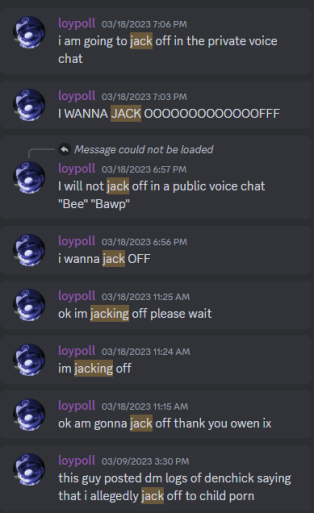 loypoll 03/18/2023 7:06 PM
i am going to jack off in the private voice
chat
loypoll 03/18/2023 7:03 PM
I WANNA JACK OOOOOOOOOOOOOFFF
Message could not be loaded
loypoll 03/18/2023 6:57 PM
I will not jack off in a public voice chat
"Bee" "Bawp"
loypoll 03/18/2023 6:56 PM
i wanna jack OFF
loypoll 03/18/2023 11:25 AM
ok im jacking off please wait
loypoll 03/18/2023 11:24 AM
im jacking off
loypoll 03/18/2023 11:15 AM
ok am gonna jack off thank you owen ix
loypoll 03/09/2023 3:30 PM
this guy posted dm logs of denchick saying
that i allegedly jack off to child porn